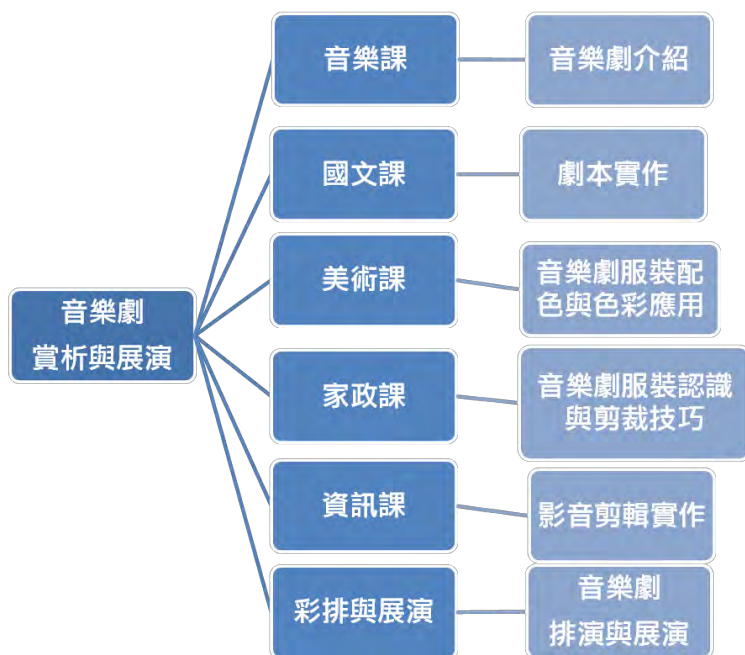 音樂劇
賞析與展演
音樂課
音樂劇介紹
國文課
劇本實作
美術課
音樂劇服裝配
色與色彩應用
家政課
音樂劇服裝認識
與剪裁技巧
資訊課
影音剪輯實作
彩排與展演
音樂劇
排演與展演